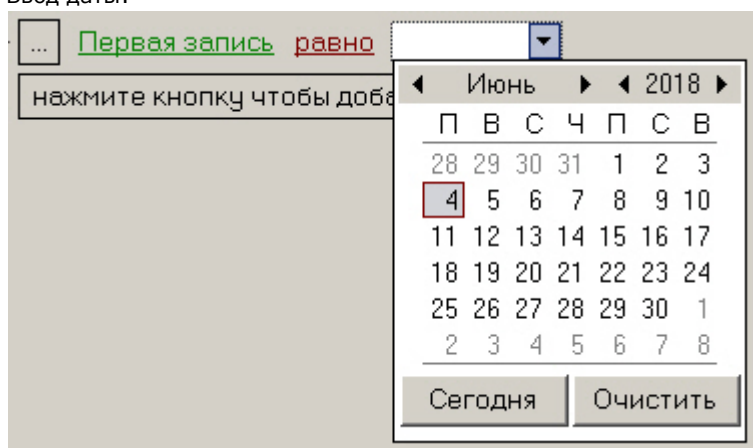 ... Первая запись равно
нажмите кнопку чтобы
Июнь 2018
П В С Ч П С В
28 29 30 31 1 2 3
4 5 6 7 8 9 10
11 12 13 14 15 16 17
18 19 20 21 22 23 24
25 26 27 28 29 30 1
2 3 4 5 6 7 8
Сегодня Очистить